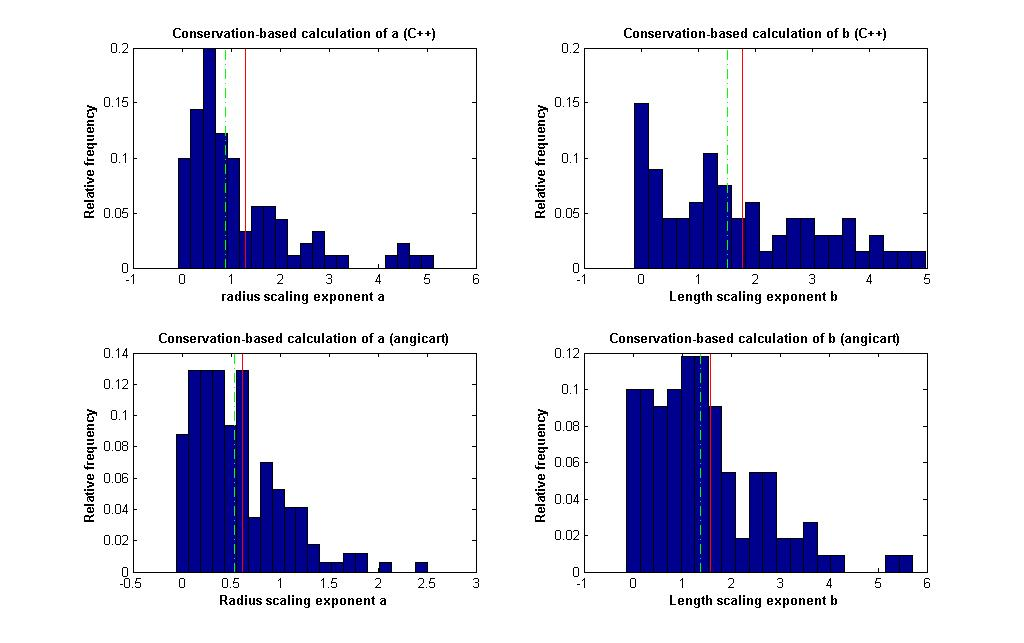 Conservation-based calculation of a (C++)
Relative frequency
0.2
0.15
0.1
0.05
0
-1 0 1 2 3 4 5 6
radius scaling exponent a
Conservation-based calculation of b (C++)
Relative frequency
0.2
0.15
0.1
0.05
0
-1 0 1 2 3 4 5
Length scaling exponent b
Conservation-based calculation of a (angicart)
Relative frequency
0.14
0.12
0.1
0.08
0.06
0.04
0.02
0
-0.5 0 0.5 1 1.5 2 2.5 3
Radius scaling exponent a
Conservation-based calculation of b (angicart)
Relative frequency
0.12
0.1
0.08
0.06
0.04
0.02
0
-1 0 1 2 3 4 5 6
Length scaling exponent b